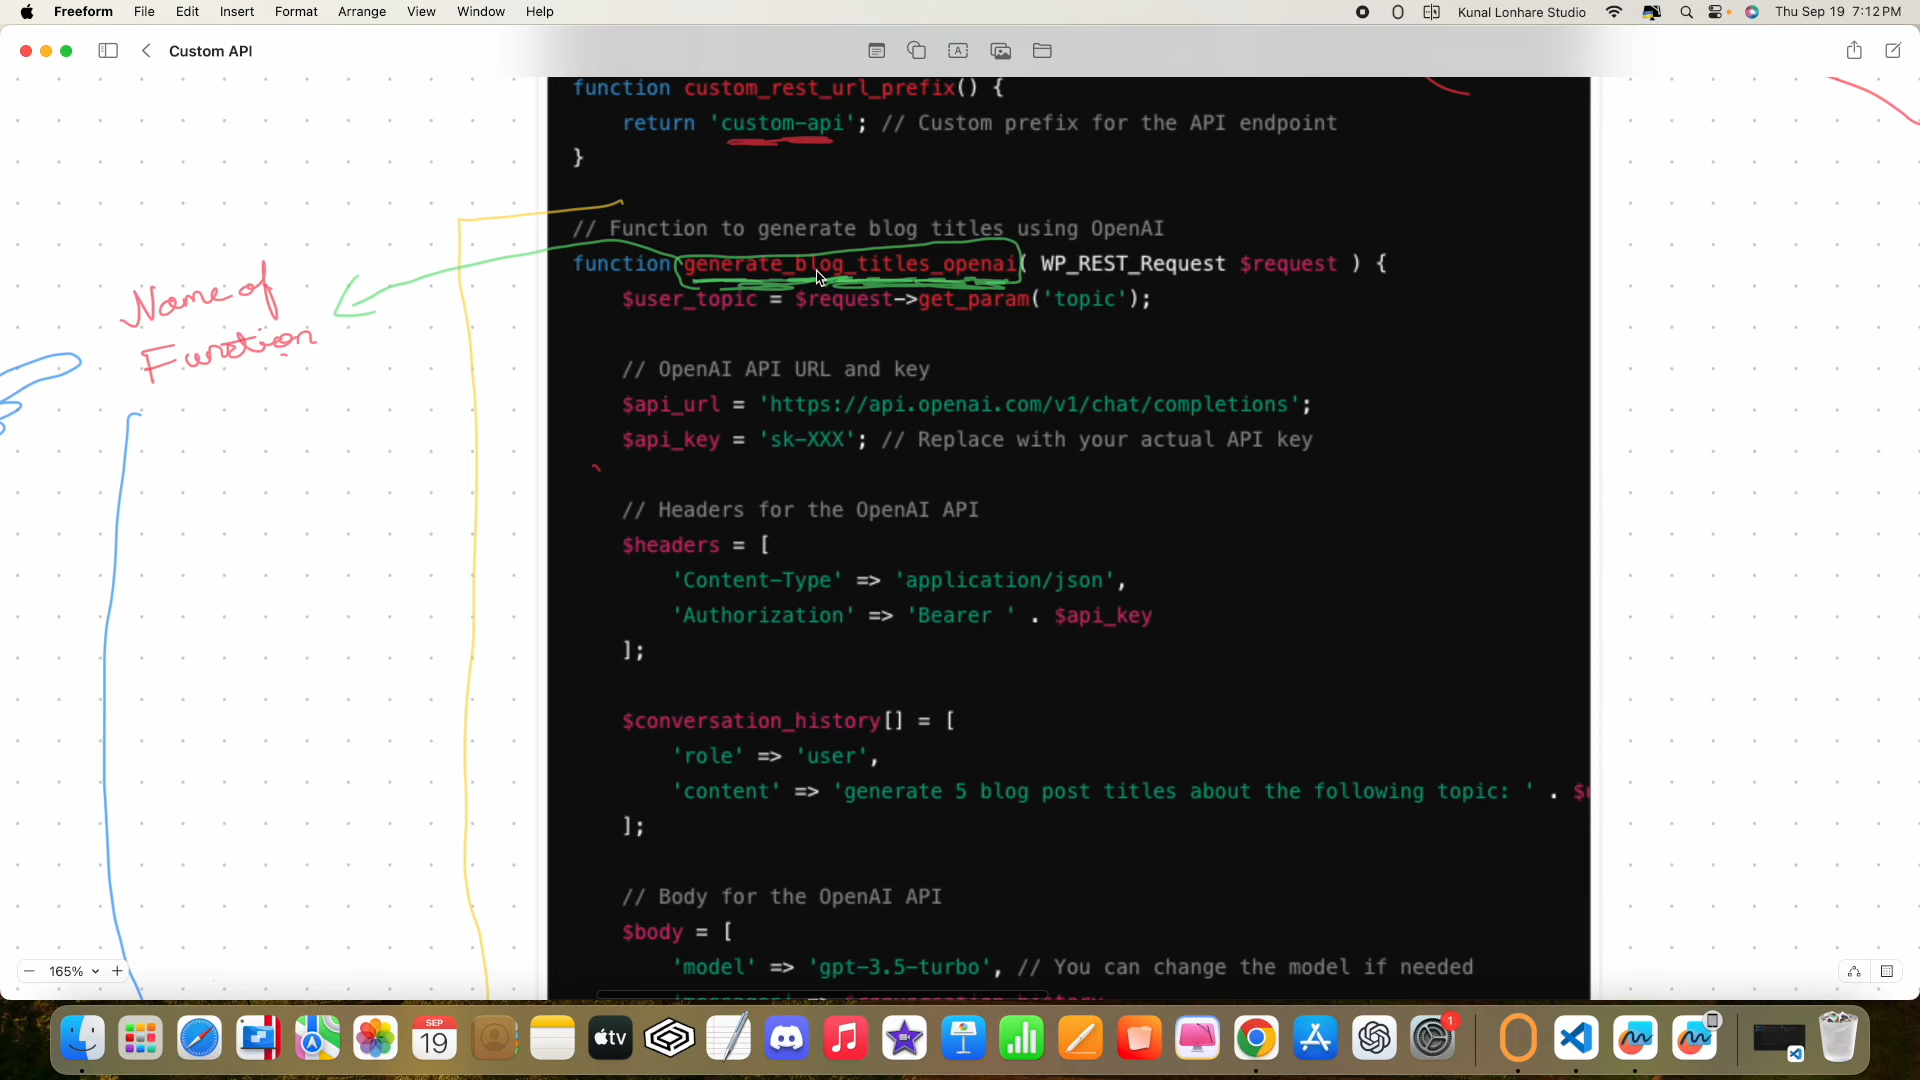 Freeform File Edit Insert Format Arrange View Window Help Kunal Lonhare Studio Thu Sep 19 7:12 PM
Custom API
function custom_rest_url_prefix() {
return 'custom-api'; // Custom prefix for the API endpoint
}
// Function to generate blog titles using OpenAI
function generate_blog_titles_openai( WP_REST_Request $request ) {
$user_topic = $request->get_param('topic');
Name of
Function
// OpenAI API URL and key
$api_url = 'https://api.openai.com/v1/chat/completions';
$api_key = 'sk-XXX'; // Replace with your actual API key
// Headers for the OpenAI API
$headers = [
'Content-Type' => 'application/json',
'Authorization' => 'Bearer ' . $api_key
];
$conversation_history[] = [
'role' => 'user',
'content' => 'generate 5 blog post titles about the following topic: ' .
];
// Body for the OpenAI API
$body = [
'model' => 'gpt-3.5-turbo', // You can change the model if needed
165%
SEP
19
tv
1